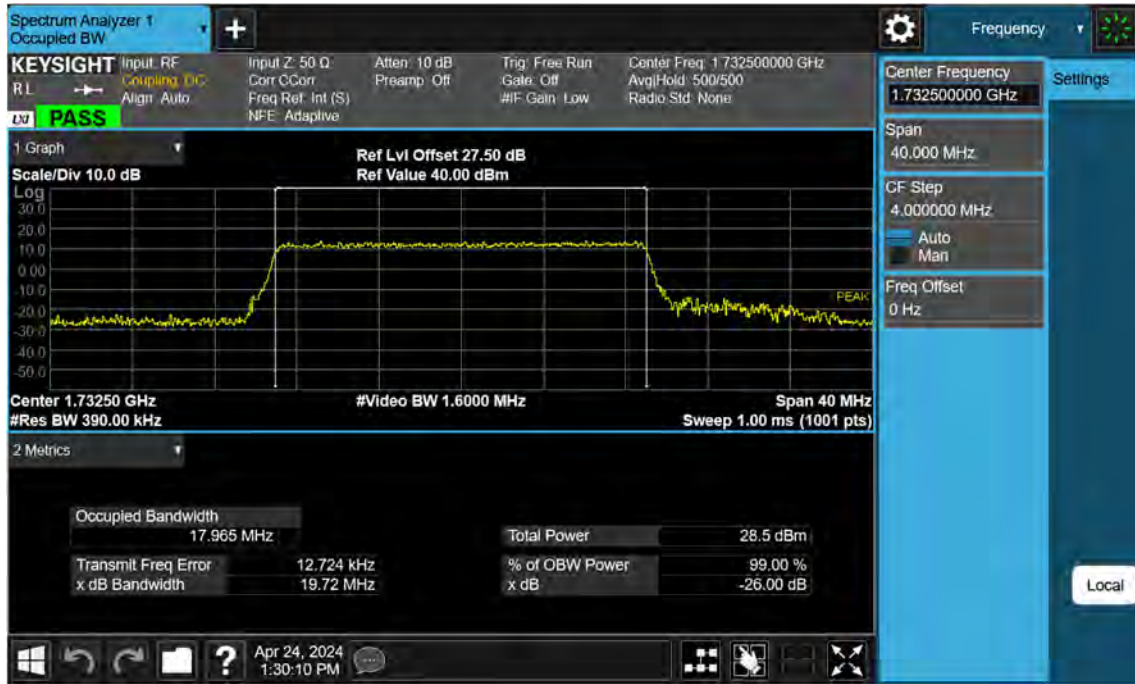 Spectrum Analyzer 1
Occupied BW
+
Frequency
KEYSIGHT
RL
LXI
PASS
Input: RF
Coupling: DC
Align: Auto
Input Z: 50 Ω
Corr CCorr
Freq Ref: Int (S)
NFE: Adaptive
Atten: 10 dB
Preamp: Off
Trig: Free Run
Gate: Off
#IF Gain: Low
Center Freq: 1.732500000 GHz
Avg|Hold: 500/500
Radio Std: None
1 Graph
Scale/Div 10.0 dB
Ref Lvl Offset 27.50 dB
Ref Value 40.00 dBm
Log
30.0
20.0
10.0
0.00
-10.0
-20.0
-30.0
-40.0
-50.0
PEAK
Center 1.73250 GHz
#Video BW 1.6000 MHz
Span 40 MHz
#Res BW 390.00 kHz
Sweep 1.00 ms (1001 pts)
2 Metrics
Occupied Bandwidth
17.965 MHz
Total Power 28.5 dBm
Transmit Freq Error 12.724 kHz
% of OBW Power 99.00 %
x dB Bandwidth 19.72 MHz
x dB -26.00 dB
Center Frequency
1.732500000 GHz
Settings
Span
40.000 MHz
CF Step
4.000000 MHz
Auto
Man
Freq Offset
0 Hz
Local
?
Apr 24, 2024
1:30:10 PM